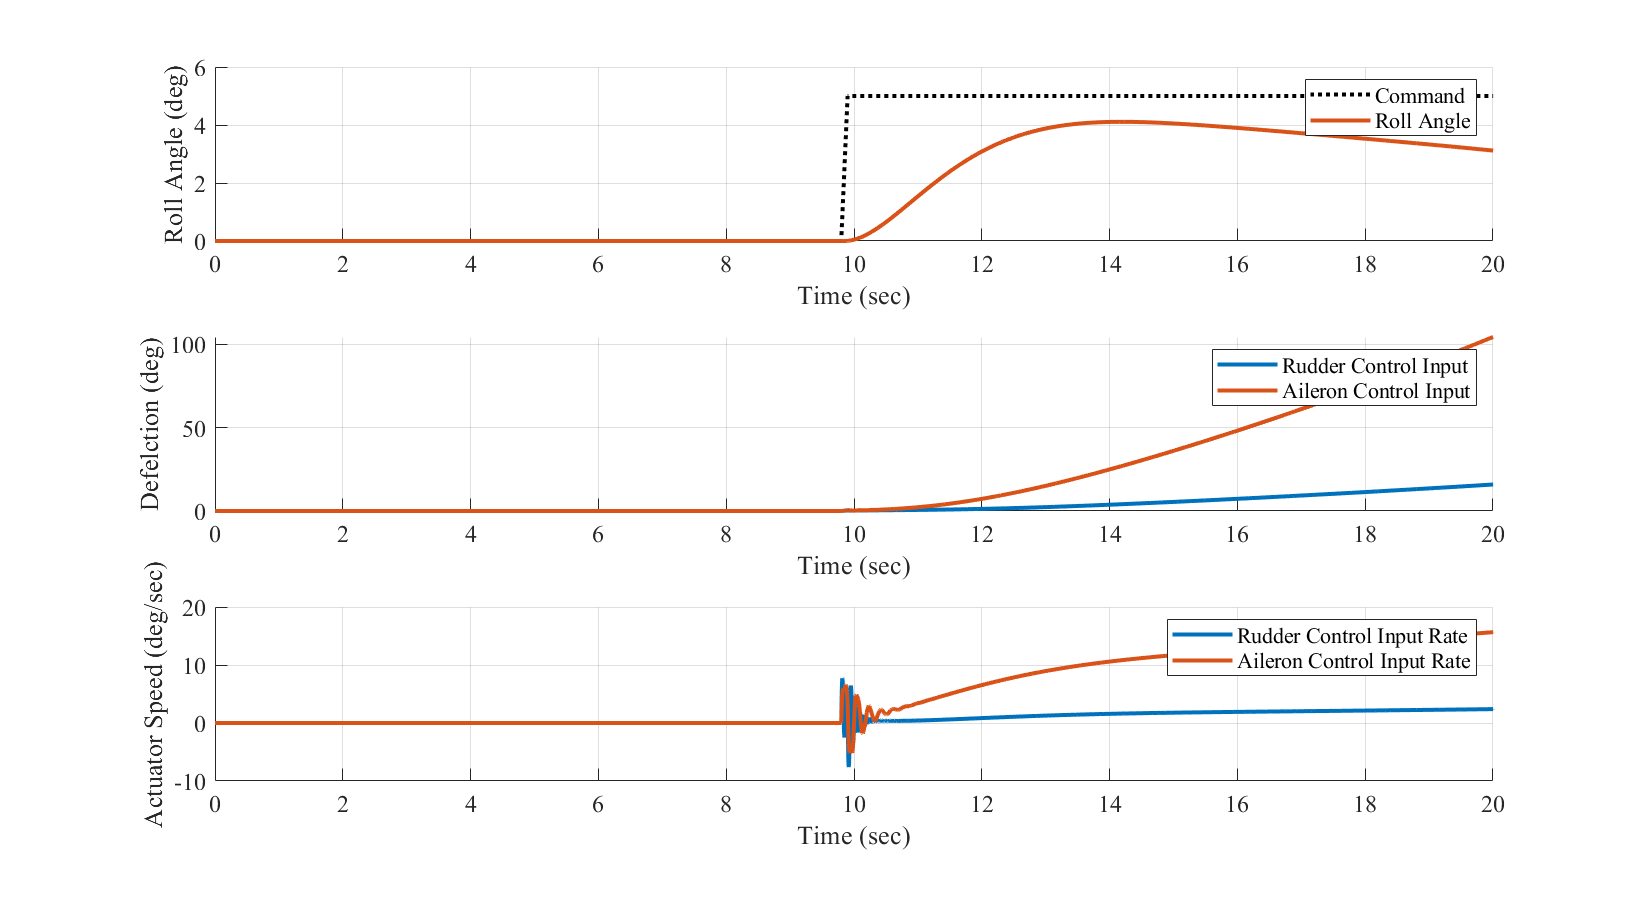 Roll Angle (deg)
6
4
2
0
Command
Roll Angle
0 2 4 6 8 10 12 14 16 18 20
Time (sec)
Defelction (deg)
100
50
0
Rudder Control Input
Aileron Control Input
0 2 4 6 8 10 12 14 16 18 20
Time (sec)
Actuator Speed (deg/sec)
20
10
0
-10
Rudder Control Input Rate
Aileron Control Input Rate
0 2 4 6 8 10 12 14 16 18 20
Time (sec)